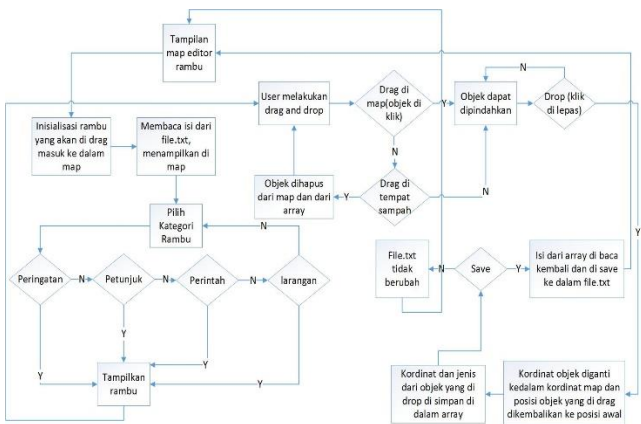 Tampilan
map editor
rambu
Inisialisasi rambu
yang akan di drag
masuk ke dalam
map
Membaca isi dari
file.txt,
menampilkan di
map
User melakukan
drag and drop
Drag di
map(objek di
klik)
Y
Objek dapat
dipindahkan
N
Drop (klik
di lepas)
N
Drag di
tempat
sampah
Y
N
Objek dihapus
dari map dan dari
array
Pilih
Kategori
Rambu
N
Peringatan
N
Petunjuk
N
Perintah
N
larangan
Y
Y
Y
Y
Tampilkan
rambu
File.txt
tidak
berubah
N
Save
Y
Isi dari array di baca
kembali dan di save
ke dalam file.txt
Y
Kordinat dan jenis
dari objek yang di
drop di simpan di
dalam array
Kordinat objek diganti
kedalam kordinat map dan
posisi objek yang di drag
dikembalikan ke posisi awal